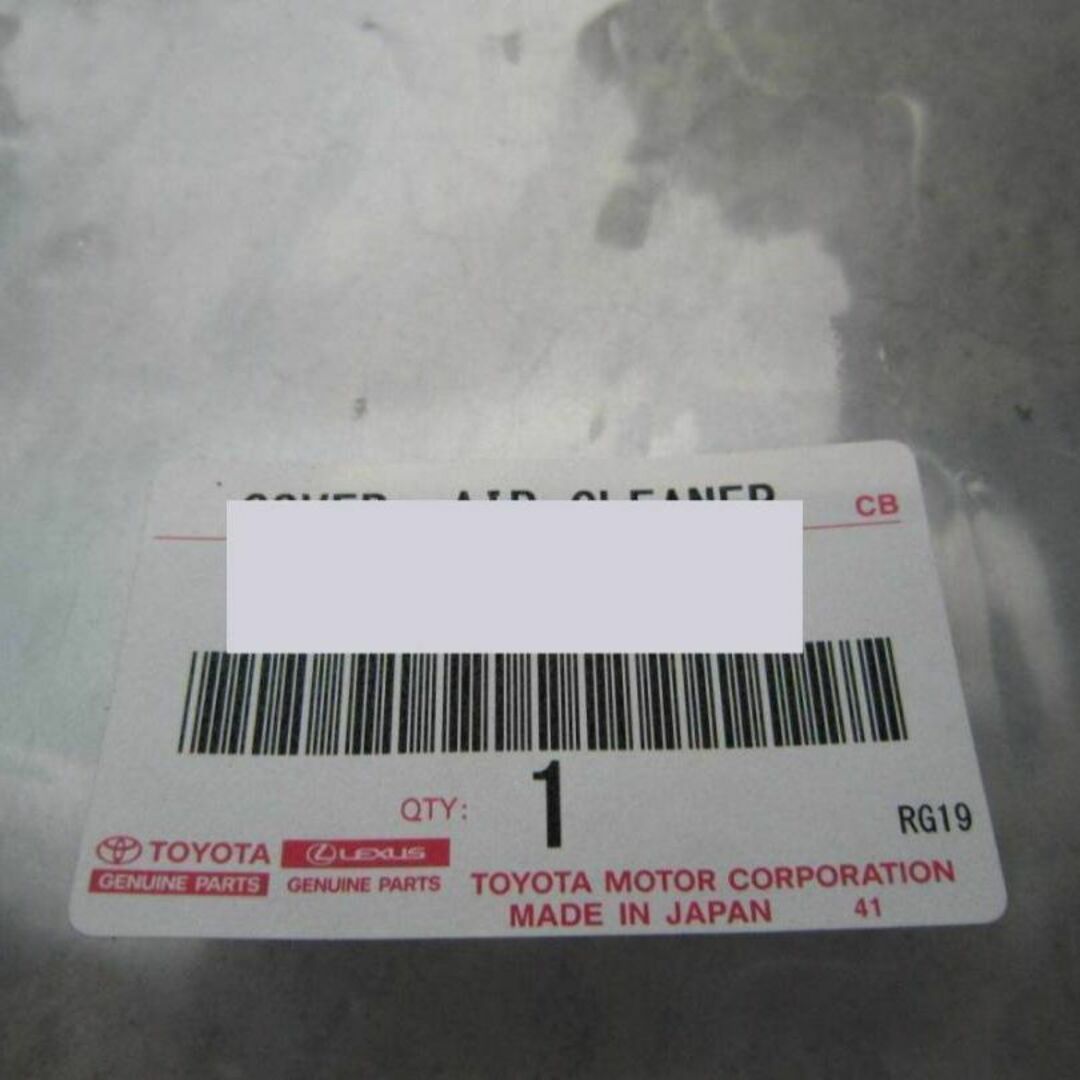 COVER, AIR CLEANER
CB
QTY: 1
RG19
TOYOTA LEXUS
GENUINE PARTS GENUINE PARTS
TOYOTA MOTOR CORPORATION
MADE IN JAPAN 41